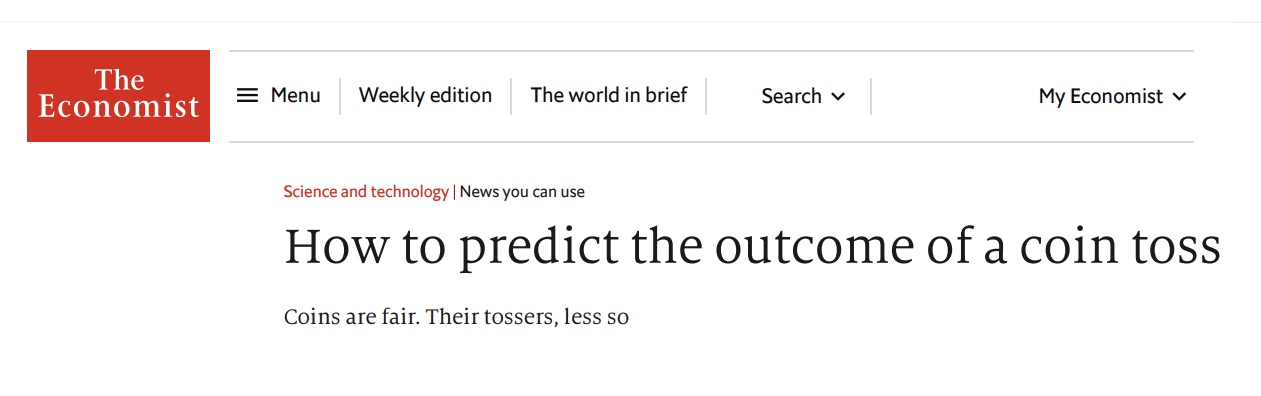 The
Economist
Menu
Weekly edition
The world in brief
Search
My Economist
Science and technology | News you can use
How to predict the outcome of a coin toss
Coins are fair. Their tossers, less so